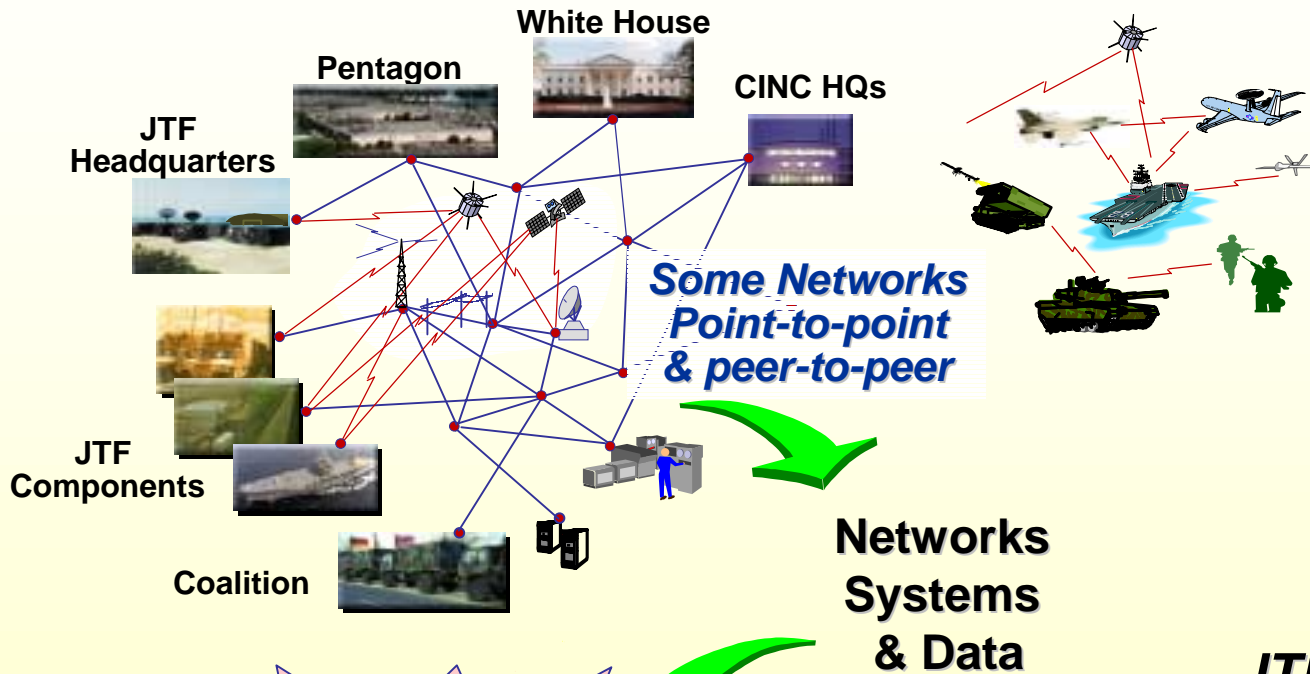 White House
Pentagon
CINC HQs
JTF
Headquarters
Some Networks
Point-to-point
& peer-to-peer
JTF
Components
Networks
Systems
& Data
Coalition